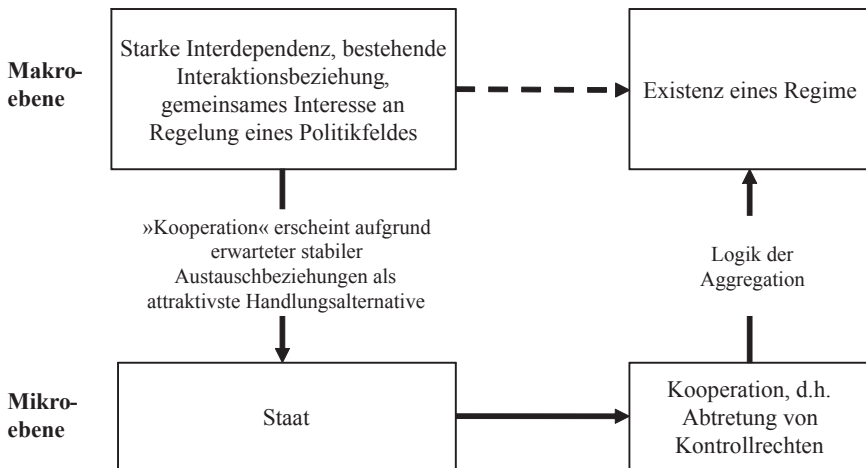 Makro-
ebene
Starke Interdependenz, bestehende
Interaktionsbeziehung,
gemeinsames Interesse an
Regelung eines Politikfeldes
Existenz eines Regime
»Kooperation« erscheint aufgrund
erwarteter stabiler
Austauschbeziehungen als
attraktivste Handlungsalternative
Logik der
Aggregation
Mikro-
ebene
Staat
Kooperation, d.h.
Abtretung von
Kontrollrechten